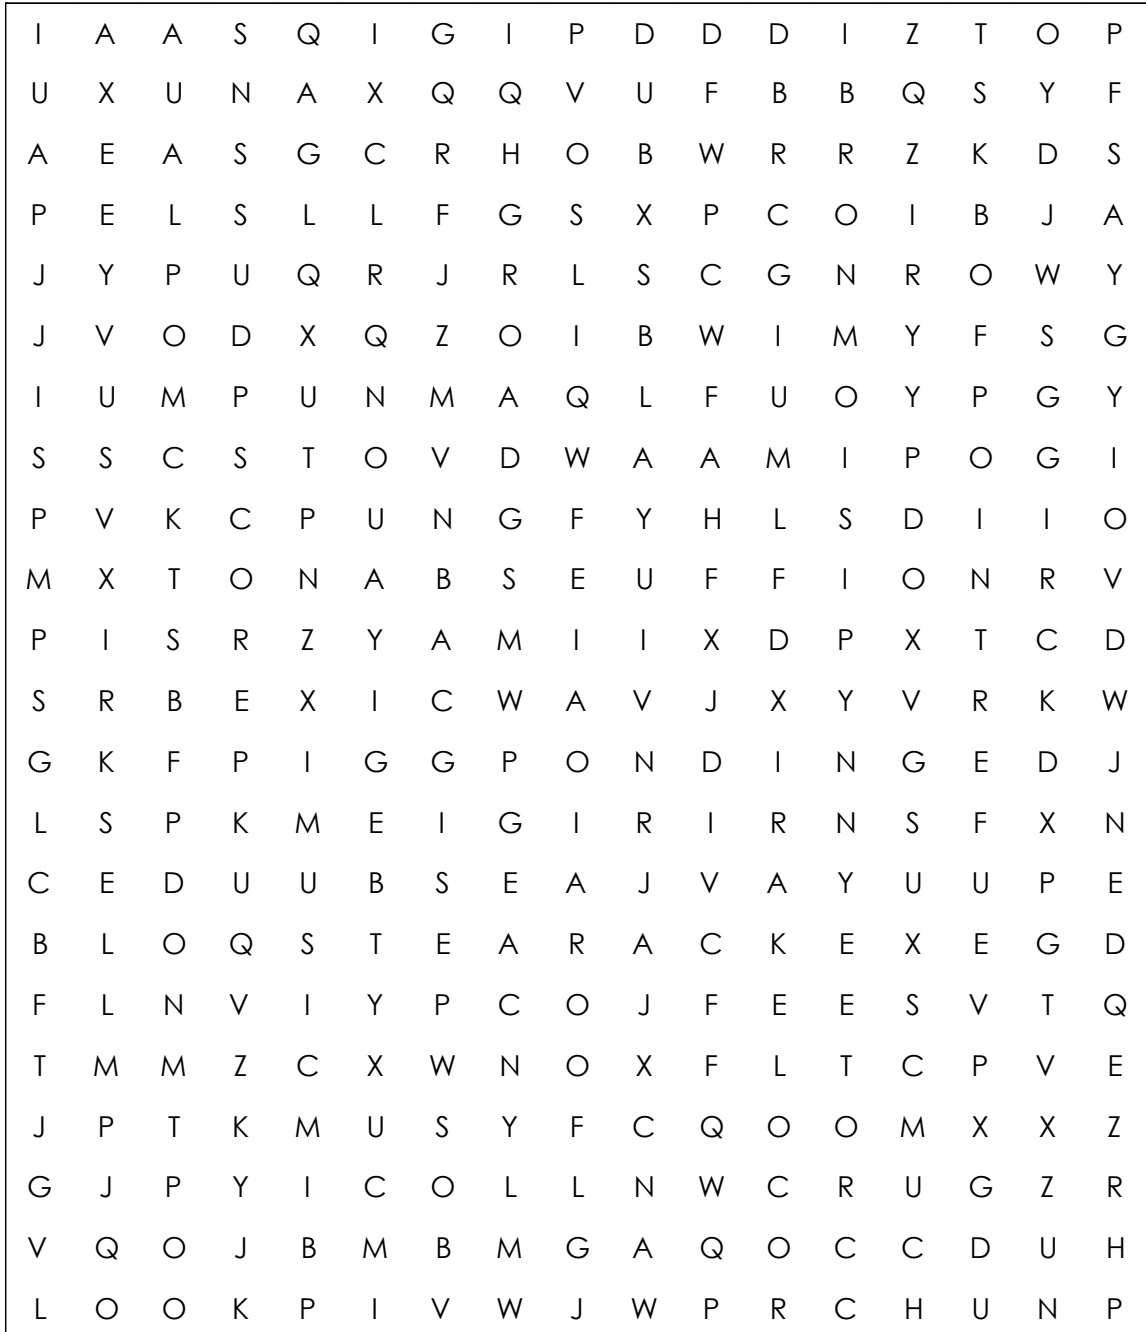 I A A S Q I G I P D D D I Z T O P
U X U N A X Q Q V U F B B Q S Y F
A E A S G C R H O B W R R Z K D S
P E L S L L F G S X P C O I B J A
J Y P U Q R J R L S C G N R O W Y
J V O D X Q Z O I B W I M Y F S G
I U M P U N M A Q L F U O Y P G Y
S S C S T O V D W A A M I P O G I
P V K C P U N G F Y H L S D I I O
M X T O N A B S E U F F I O N R V
P I S R Z Y A M I I X D P X T C D
S R B E X I C W A V J X Y V R K W
G K F P I G G P O N D I N G E D J
L S P K M E I G I R I R N S F X N
C E D U U B S E A J V A Y U U P E
B L O Q S T E A R A C K E X E G D
F L N V I Y P C O J F E E S V T Q
T M M Z C X W N O X F L T C P V E
J P T K M U S Y F C Q O O M X X Z
G J P Y I C O L L N W C R U G Z R
V Q O J B M B M G A Q O C C D U H
L O O K P I V W J W P R C H U N P